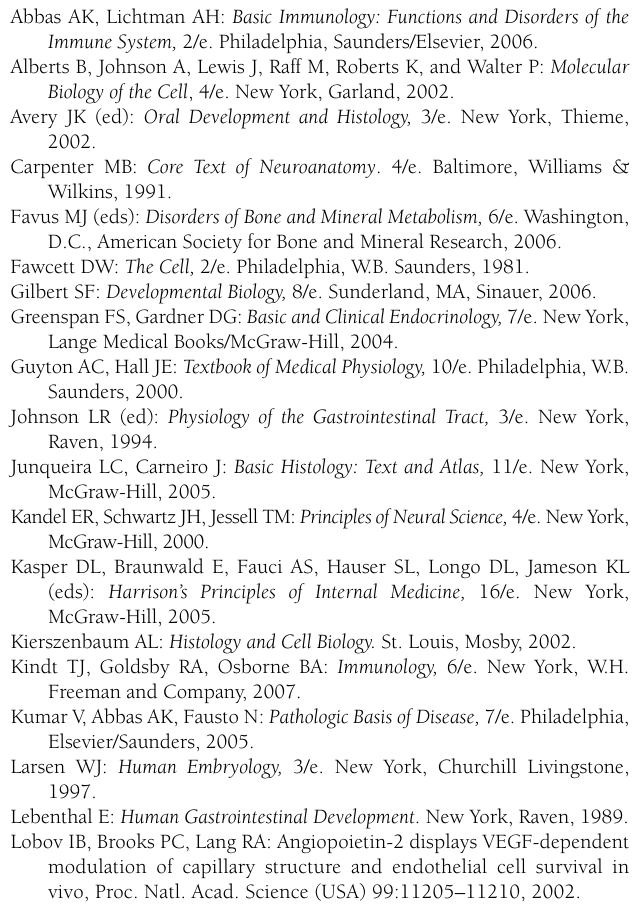 Abbas AK, Lichtman AH: Basic Immunology: Functions and Disorders of the
Immune System, 2/e. Philadelphia, Saunders/Elsevier, 2006.
Alberts B, Johnson A, Lewis J, Raff M, Roberts K, and Walter P: Molecular
Biology of the Cell, 4/e. New York, Garland, 2002.
Avery JK (ed): Oral Development and Histology, 3/e. New York, Thieme,
2002.
Carpenter MB: Core Text of Neuroanatomy. 4/e. Baltimore, Williams &
Wilkins, 1991.
Favus MJ (eds): Disorders of Bone and Mineral Metabolism, 6/e. Washington,
D.C., American Society for Bone and Mineral Research, 2006.
Fawcett DW: The Cell, 2/e. Philadelphia, W.B. Saunders, 1981.
Gilbert SF: Developmental Biology, 8/e. Sunderland, MA, Sinauer, 2006.
Greenspan FS, Gardner DG: Basic and Clinical Endocrinology, 7/e. New York,
Lange Medical Books/McGraw-Hill, 2004.
Guyton AC, Hall JE: Textbook of Medical Physiology, 10/e. Philadelphia, W.B.
Saunders, 2000.
Johnson LR (ed): Physiology of the Gastrointestinal Tract, 3/e. New York,
Raven, 1994.
Junqueira LC, Carneiro J: Basic Histology: Text and Atlas, 11/e. New York,
McGraw-Hill, 2005.
Kandel ER, Schwartz JH, Jessell TM: Principles of Neural Science, 4/e. New York,
McGraw-Hill, 2000.
Kasper DL, Braunwald E, Fauci AS, Hauser SL, Longo DL, Jameson KL
(eds): Harrison's Principles of Internal Medicine, 16/e. New York,
McGraw-Hill, 2005.
Kierszenbaum AL: Histology and Cell Biology. St. Louis, Mosby, 2002.
Kindt TJ, Goldsby RA, Osborne BA: Immunology, 6/e. New York, W.H.
Freeman and Company, 2007.
Kumar V, Abbas AK, Fausto N: Pathologic Basis of Disease, 7/e. Philadelphia,
Elsevier/Saunders, 2005.
Larsen WJ: Human Embryology, 3/e. New York, Churchill Livingstone,
1997.
Lebenthal E: Human Gastrointestinal Development. New York, Raven, 1989.
Lobov IB, Brooks PC, Lang RA: Angiopoietin-2 displays VEGF-dependent
modulation of capillary structure and endothelial cell survival in
vivo, Proc. Natl. Acad. Science (USA) 99:11205–11210, 2002.